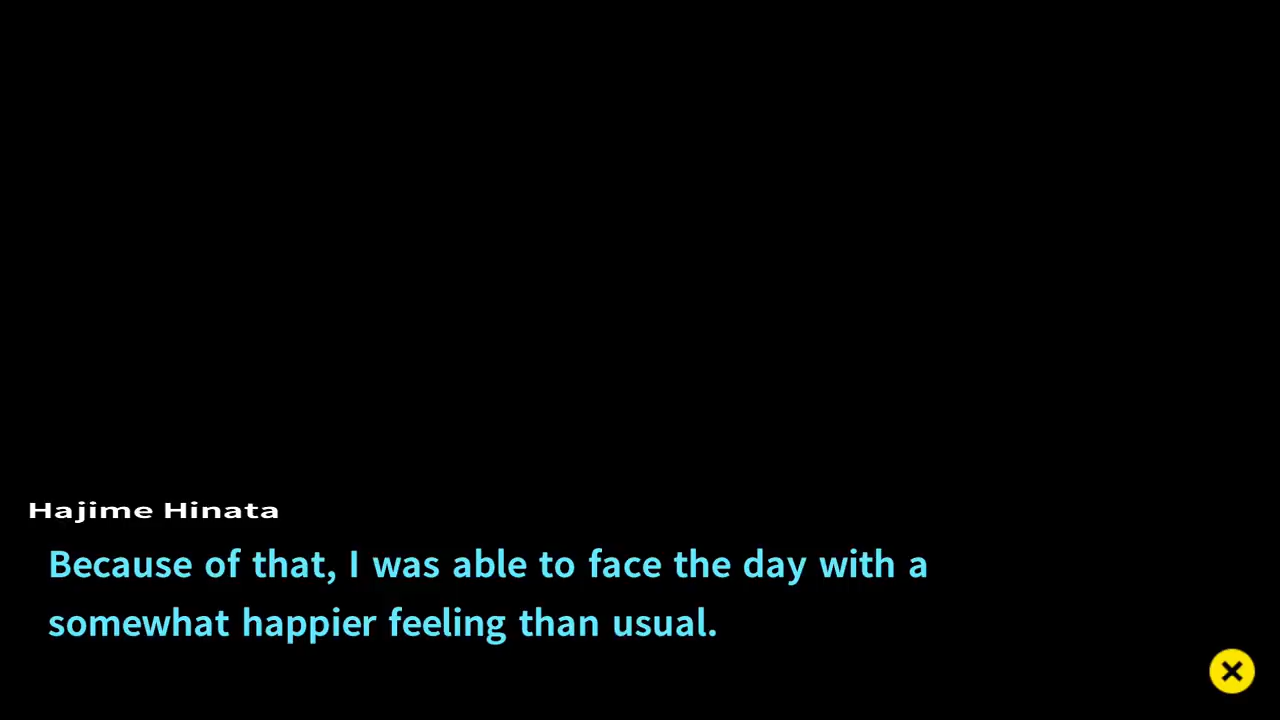 Hajime Hinata
Because of that, I was able to face the day with a
somewhat happier feeling than usual.